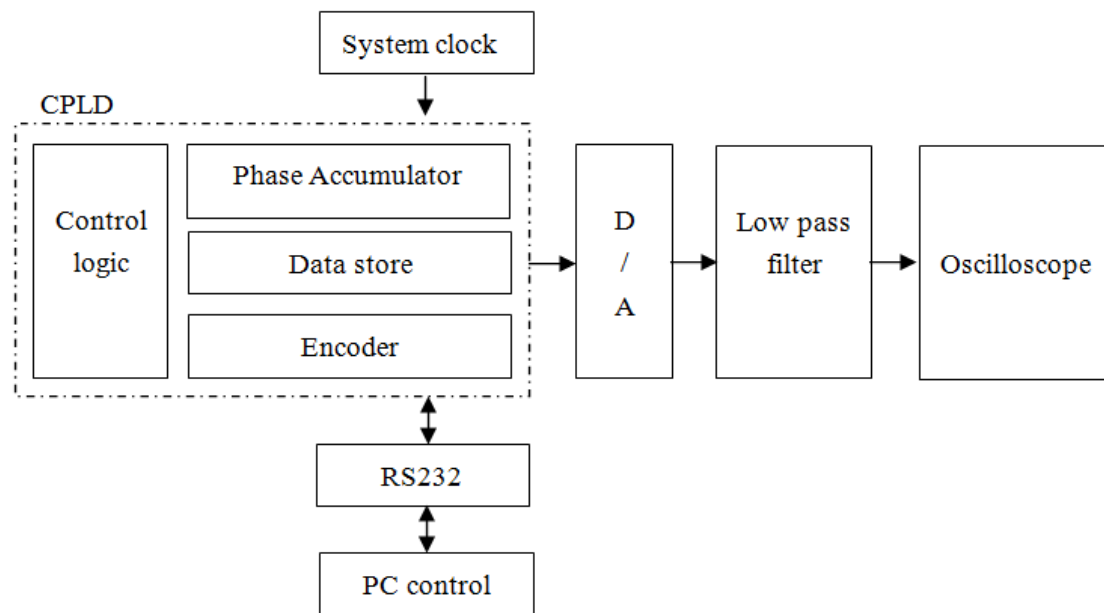 System clock
CPLD
Control
logic
Phase Accumulator
Data store
Encoder
D
/
A
Low pass
filter
Oscilloscope
RS232
PC control